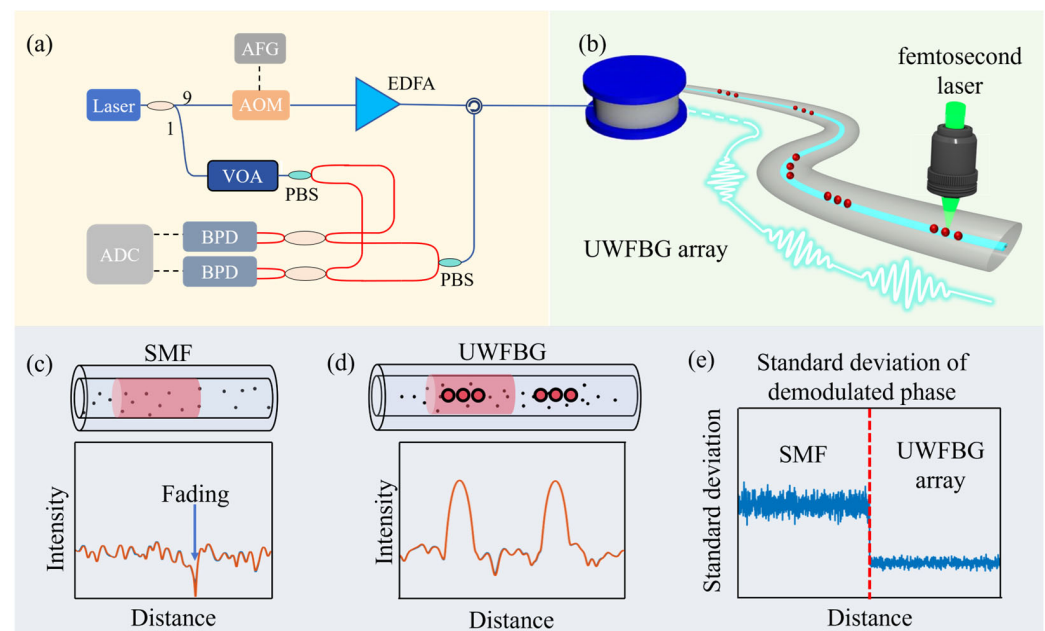 (a)
AFG
Laser
9
AOM
EDFA
1
VOA
PBS
ADC
BPD
BPD
PBS
(b)
femtosecond
laser
UWFBG array
(c)
SMF
Intensity
Fading
Distance
(d)
UWFBG
Intensity
Distance
(e)
Standard deviation of
demodulated phase
Standard deviation
SMF
UWFBG
array
Distance